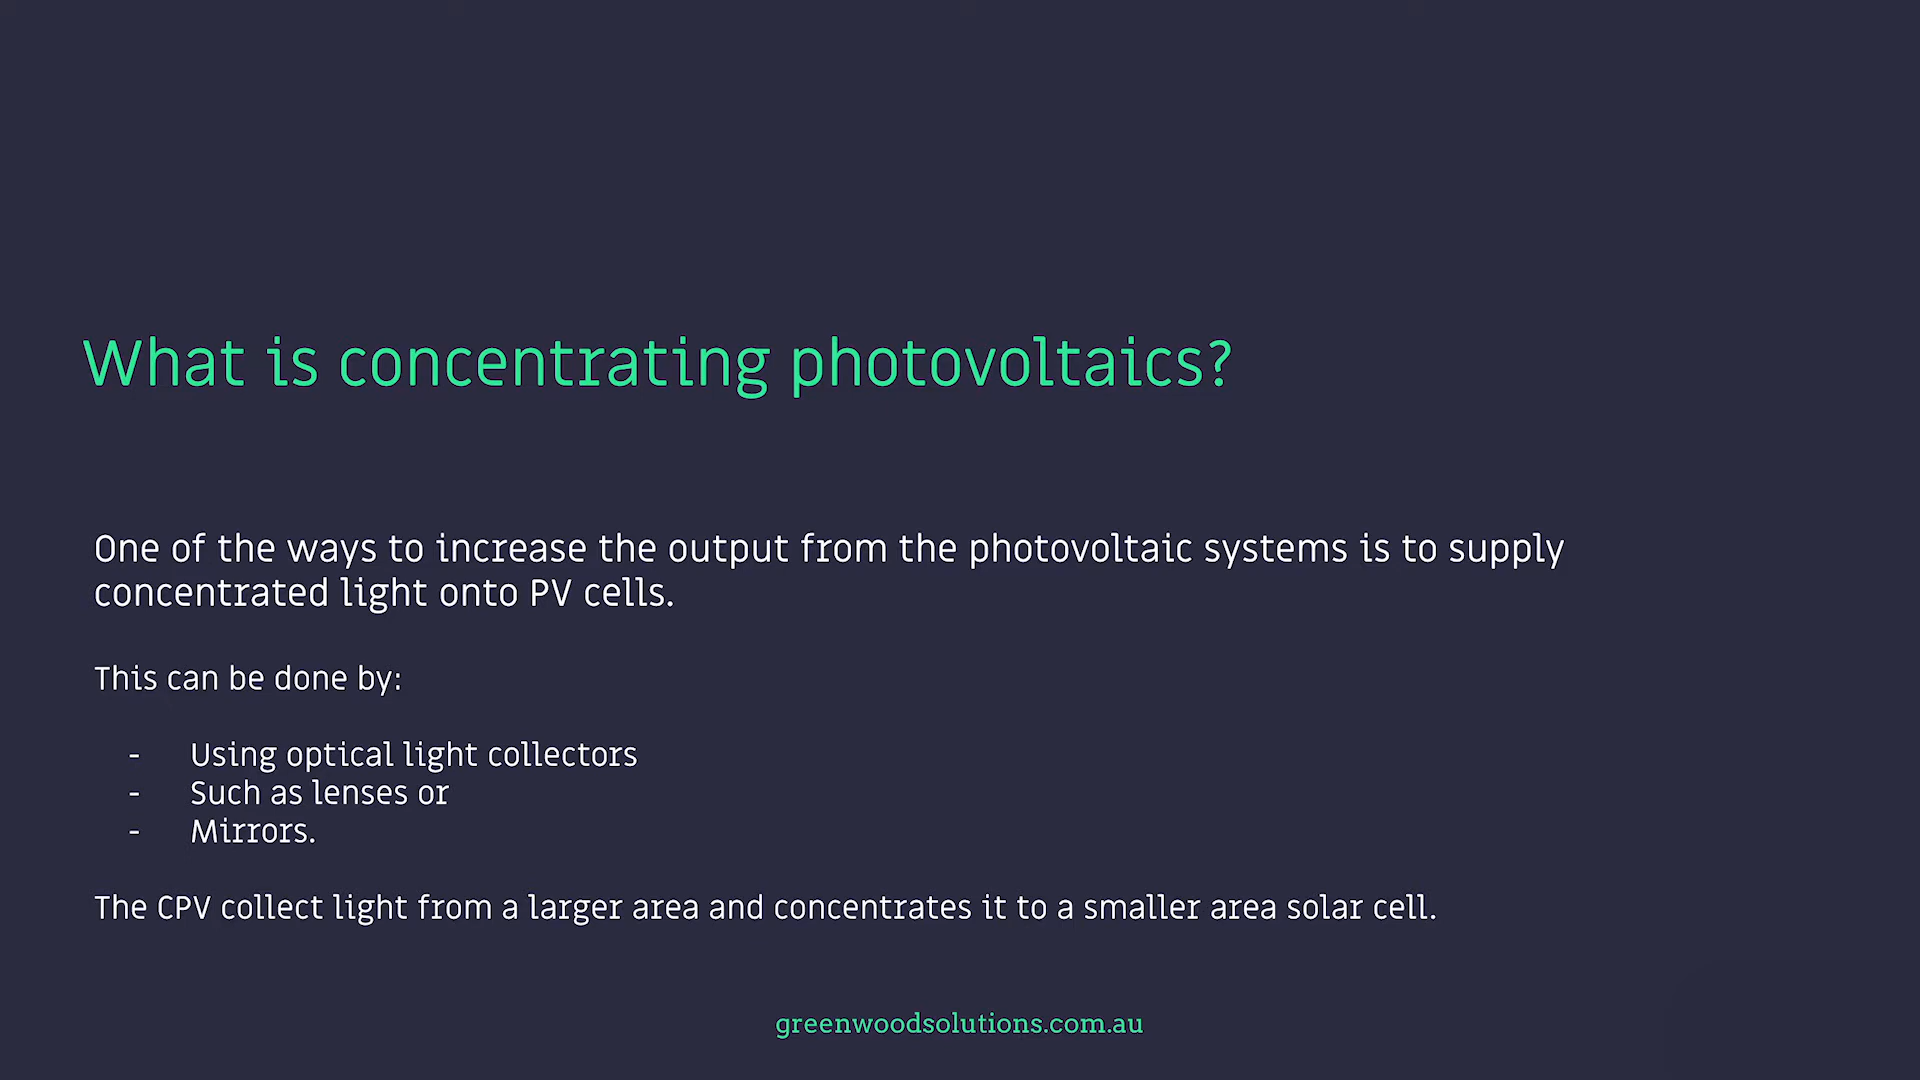 What is concentrating photovoltaics?
One of the ways to increase the output from the photovoltaic systems is to supply
concentrated light onto PV cells.
This can be done by:
- Using optical light collectors
- Such as lenses or
- Mirrors.
The CPV collect light from a larger area and concentrates it to a smaller area solar cell.
greenwoodsolutions.com.au